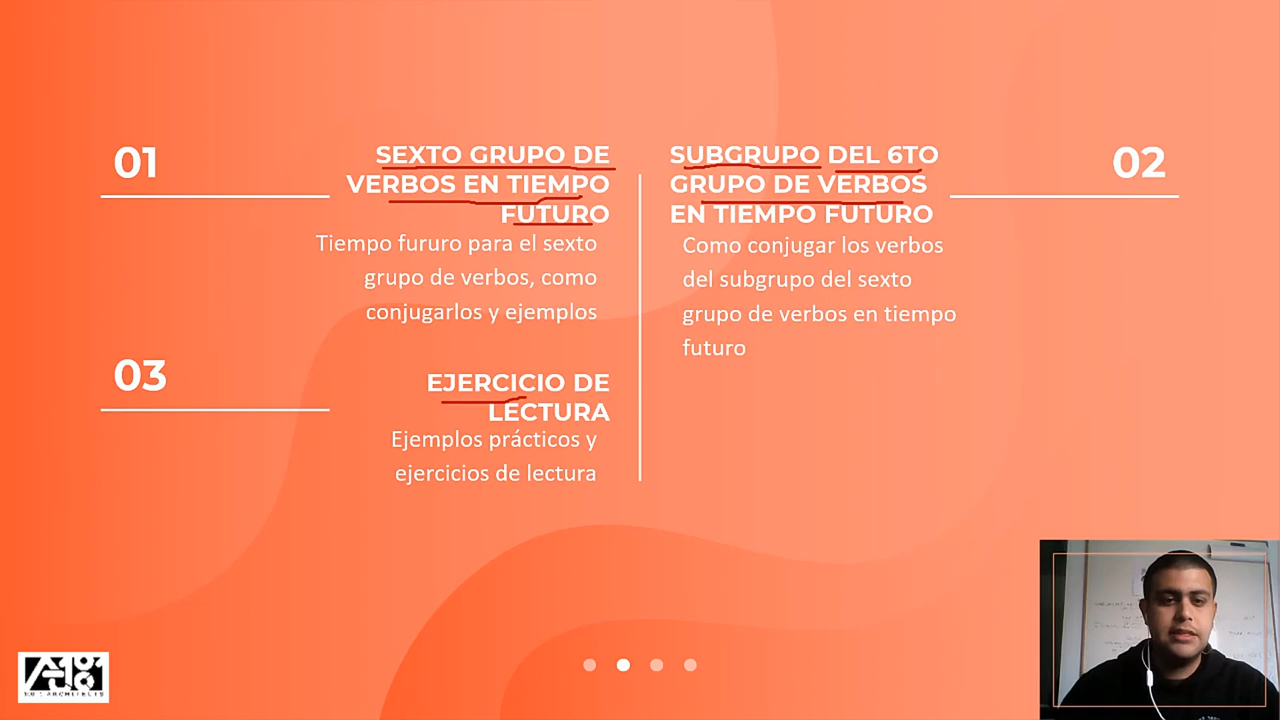 01
SEXTO GRUPO DE
VERBOS EN TIEMPO
FUTURO
Tiempo fururo para el sexto
grupo de verbos, como
conjugarlos y ejemplos
SUBGRUPO DEL 6TO
GRUPO DE VERBOS
EN TIEMPO FUTURO
02
Como conjugar los verbos
del subgrupo del sexto
grupo de verbos en tiempo
futuro
03
EJERCICIO DE
LECTURA
Ejemplos prácticos y
ejercicios de lectura